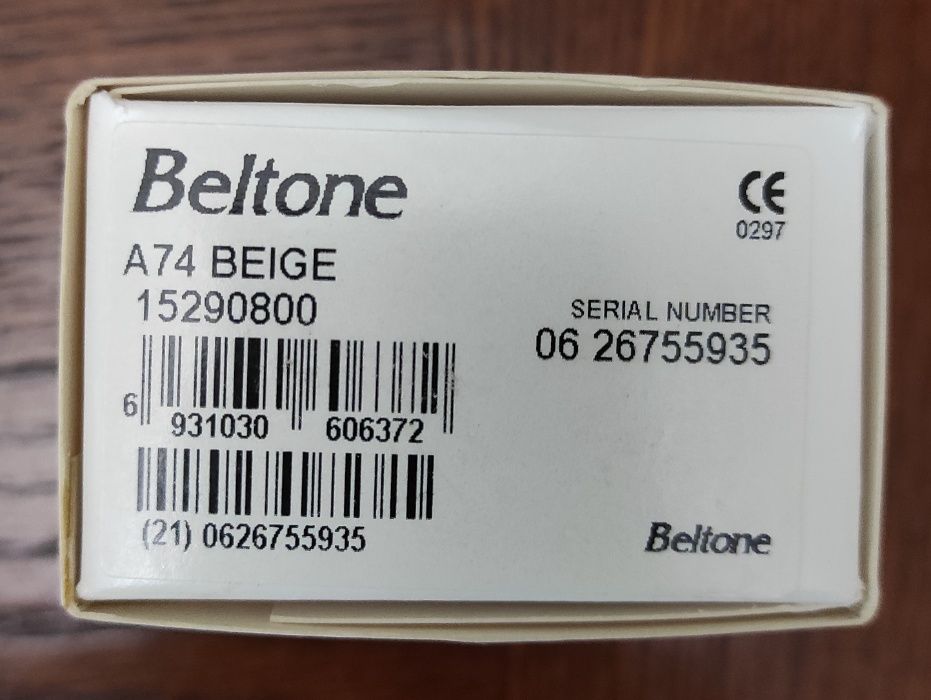 Beltone
CE
0297
A74 BEIGE
15290800
SERIAL NUMBER
06 26755935
6 931030 606372
(21) 0626755935
Beltone